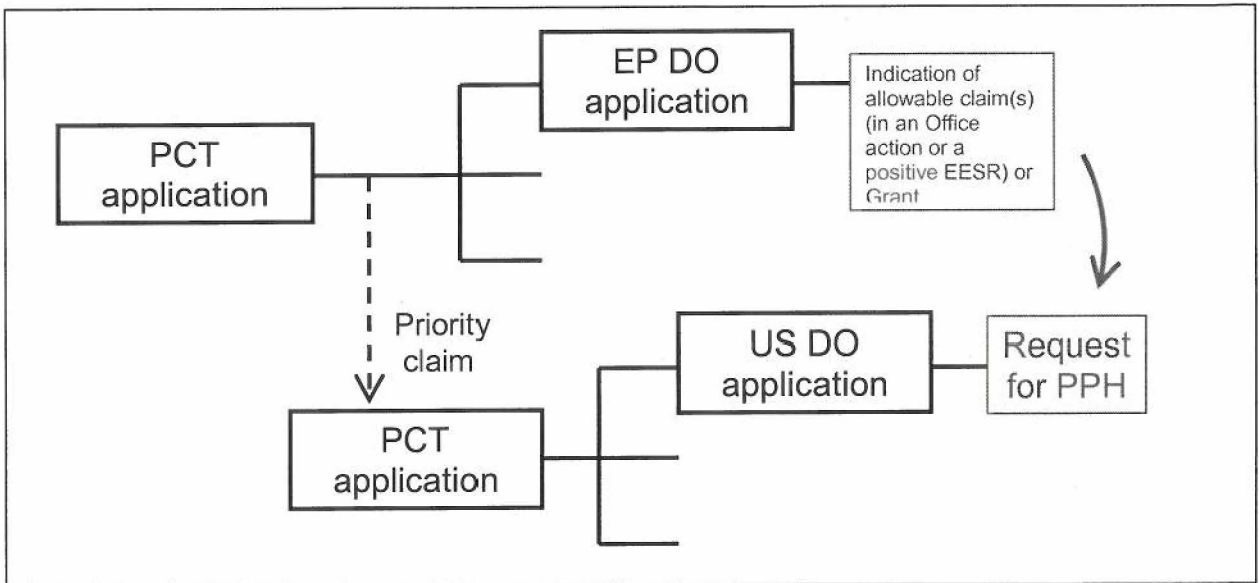 EP DO
application
Indication of
allowable claim(s)
(in an Office
action or a
positive EESR) or
Grant
PCT
application
Priority
claim
US DO
application
Request
for PPH
PCT
application